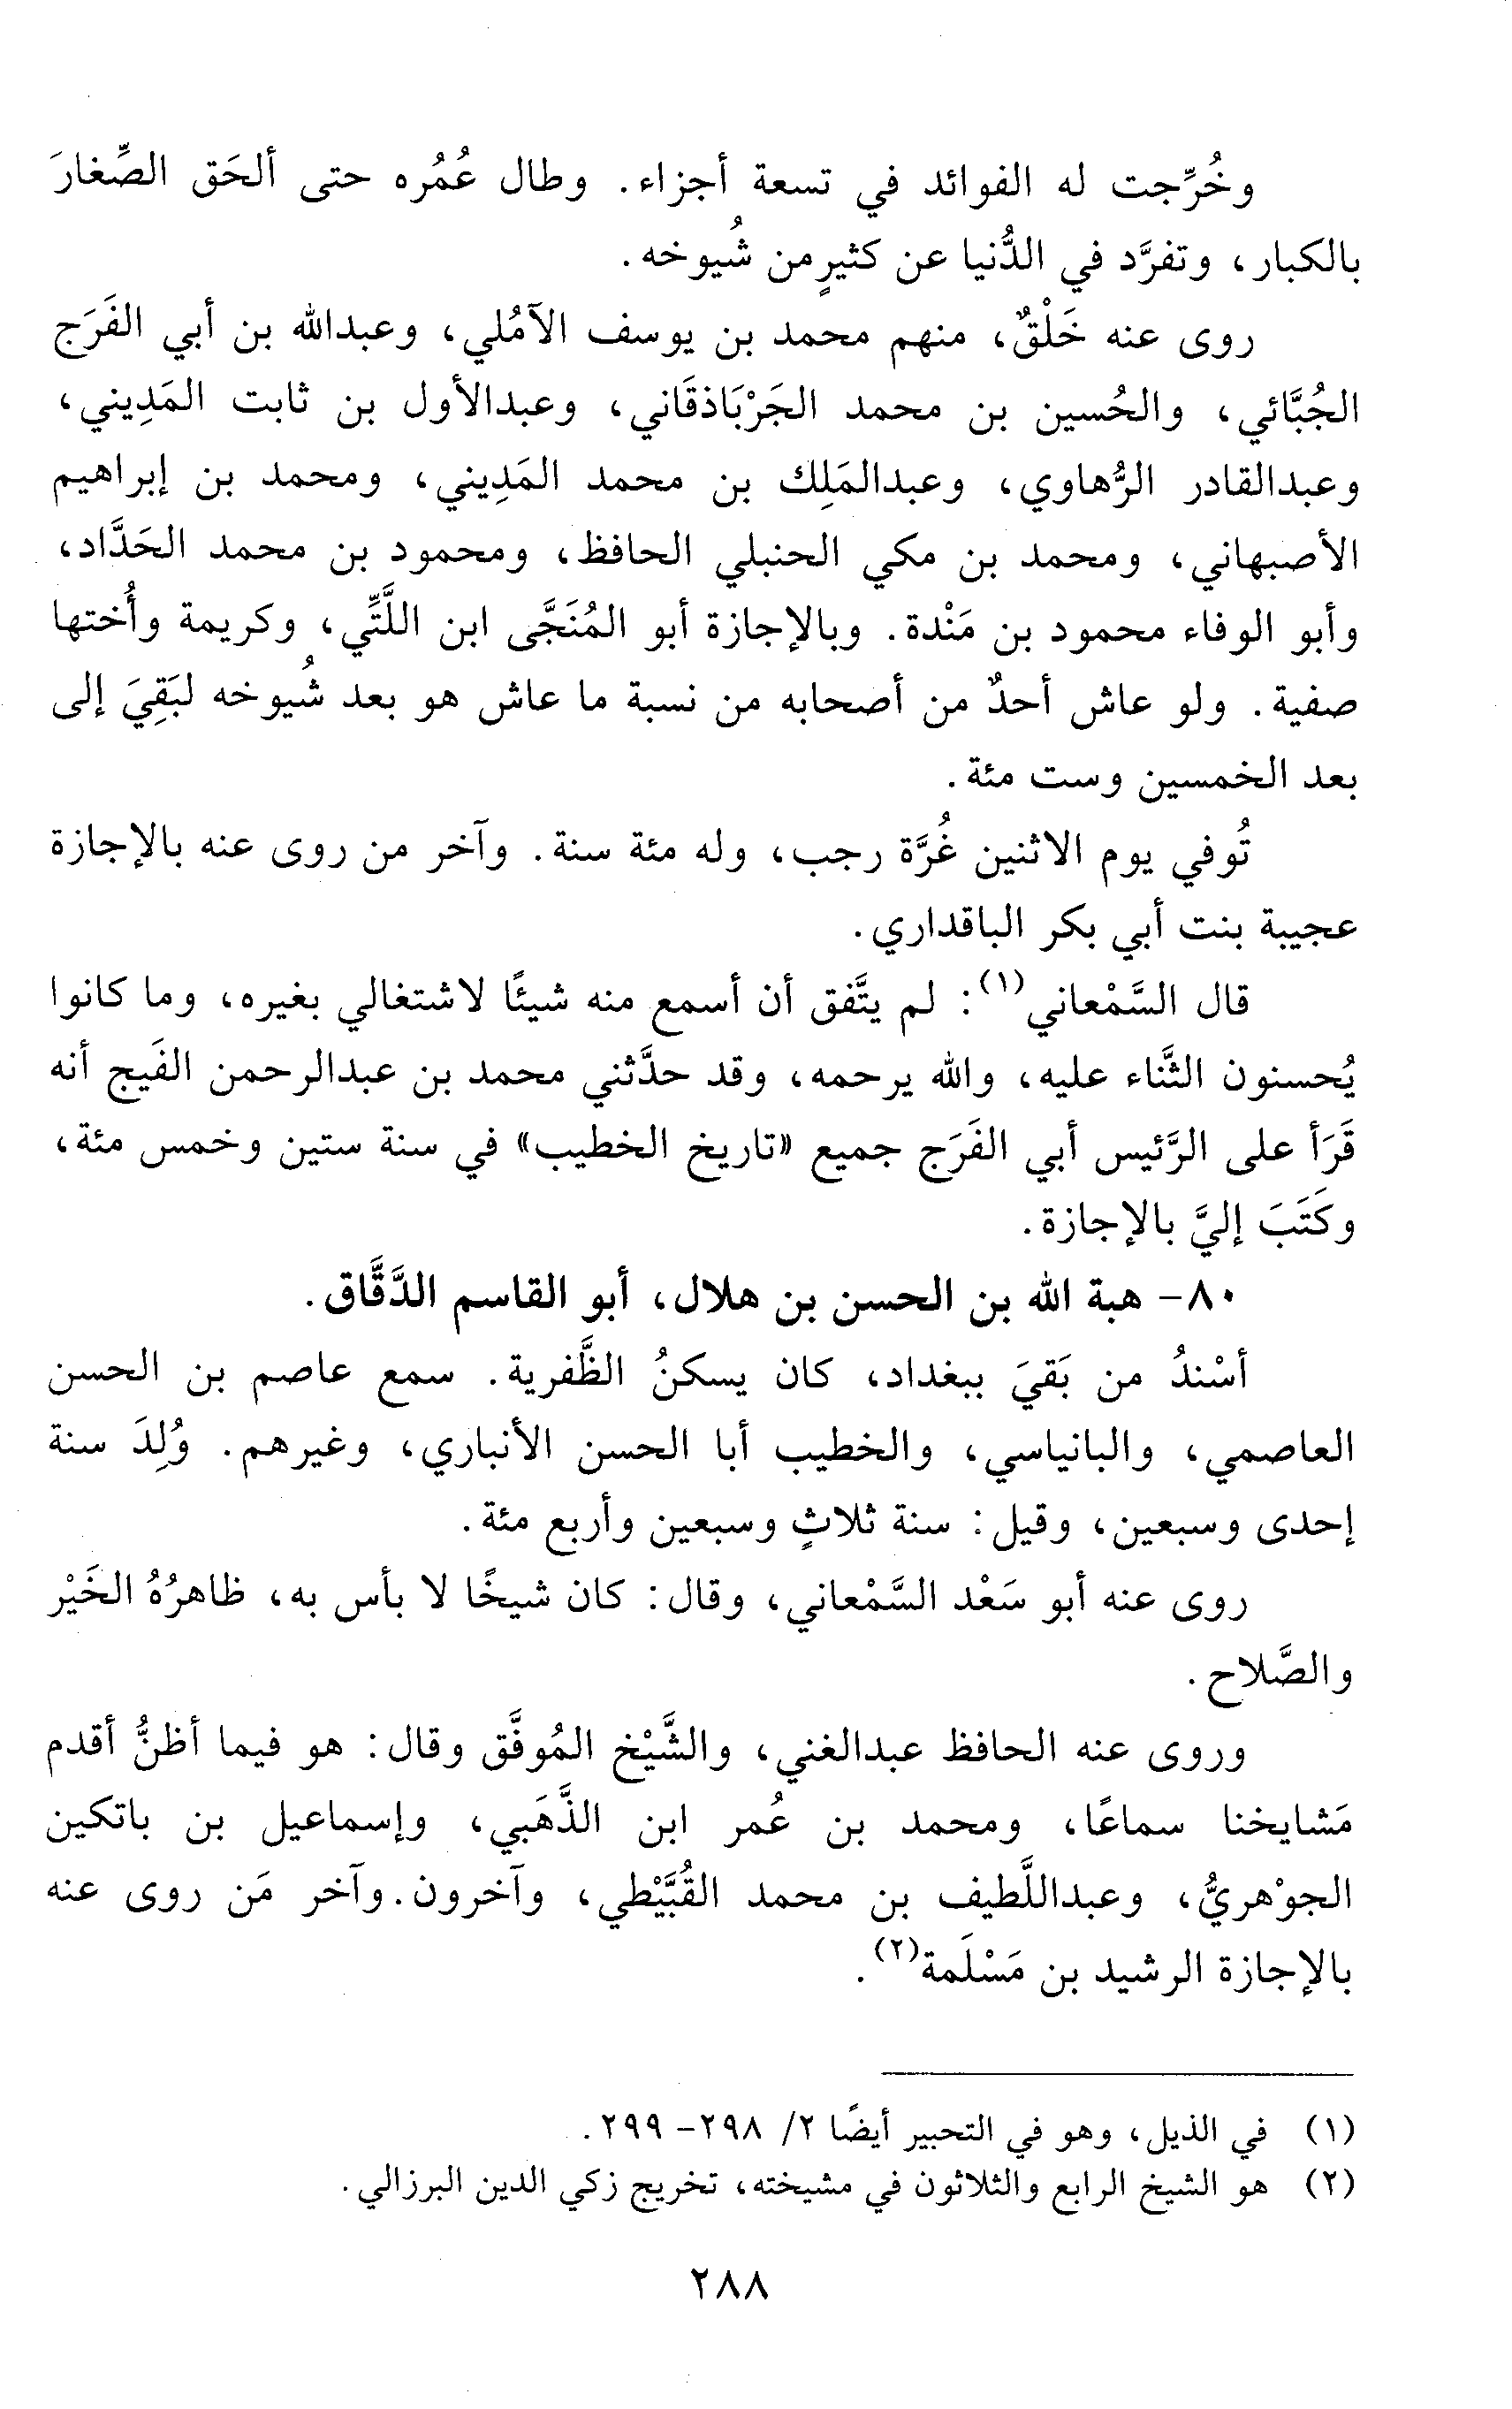 وخُرِّجت له الفوائد في تسعة أجزاء. وطال عُمُره حتى ألحَق الصِّغارَ
بالكبار، وتفرَّد في الدُّنيا عن كثيرٍ من شُيوخه.
روى عنه خَلْقٌ، منهم محمد بن يوسف الآمُلي، وعبدالله بن أبي الفَرَج
الجُبَّائي، والحُسين بن محمد الجَرْبَاذقَاني، وعبدالأول بن ثابت المَدِيني،
وعبدالقادر الرُّهاوي، وعبدالمَلِك بن محمد المَدِيني، ومحمد بن إبراهيم
الأصبهاني، ومحمد بن مكي الحنبلي الحافظ، ومحمود بن محمد الحَدَّاد،
وأبو الوفاء محمود بن مَنْدة. وبالإجازة أبو المُنَجَّى ابن اللَّتِّي، وكريمة وأُختها
صفية. ولو عاش أحدٌ من أصحابه من نسبة ما عاش هو بعد شُيوخه لبَقِيَ إلى
بعد الخمسين وست مئة.
تُوفي يوم الاثنين غُرَّة رجب، وله مئة سنة. وآخر من روى عنه بالإجازة
عجيبة بنت أبي بكر الباقداري.
قال السَّمْعاني(١): لم يتَّفق أن أسمع منه شيئًا لاشتغالي بغيره، وما كانوا
يُحسنون الثَّناء عليه، والله يرحمه، وقد حدَّثني محمد بن عبدالرحمن الفَيج أنه
قَرَأ على الرَّئيس أبي الفَرَج جميع «تاريخ الخطيب» في سنة ستين وخمس مئة،
وكَتَبَ إليَّ بالإجازة.
٨٠- هبة الله بن الحسن بن هلال، أبو القاسم الدَّقَّاق.
أسْندُ من بَقيَ ببغداد، كان يسكنُ الظَّفرية. سمع عاصم بن الحسن
العاصمي، والبانياسي، والخطيب أبا الحسن الأنباري، وغيرهم. وُلِدَ سنة
إحدى وسبعين، وقيل: سنة ثلاثٍ وسبعين وأربع مئة.
روى عنه أبو سَعْد السَّمْعاني، وقال: كان شيخًا لا بأس به، ظاهرُهُ الخَيْر
والصَّلاح.
وروى عنه الحافظ عبدالغني، والشَّيْخ المُوفَّق وقال: هو فيما أظنُّ أقدم
مَشايخنا سماعًا، ومحمد بن عُمر ابن الذَّهَبي، وإسماعيل بن باتكين
الجوْهريُّ، وعبداللَّطيف بن محمد القُبَّيْطي، وآخرون. وآخر مَن روى عنه
بالإجازة الرشيد بن مَسْلَمة(٢).
(١) في الذيل، وهو في التحبير أيضًا ٢/ ٢٩٨- ٢٩٩.
(٢) هو الشيخ الرابع والثلاثون في مشيخته، تخريج زكي الدين البرزالي.
٢٨٨